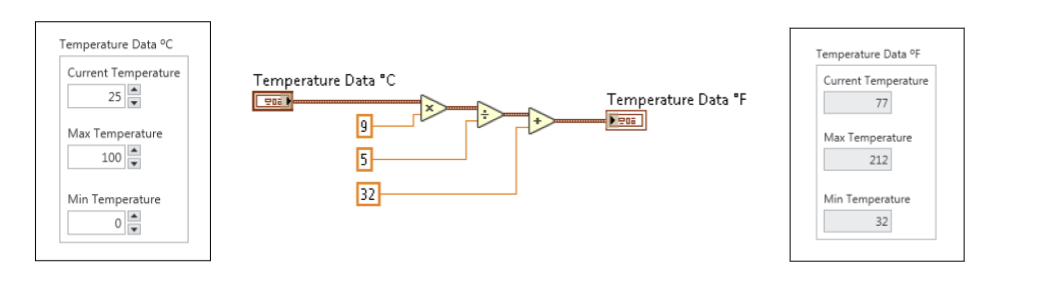 Temperature Data ºC
Current Temperature
25
Max Temperature
100
Min Temperature
0
Temperature Data °C
×
÷
+
9
5
32
Temperature Data °F
Temperature Data ºF
Current Temperature
77
Max Temperature
212
Min Temperature
32